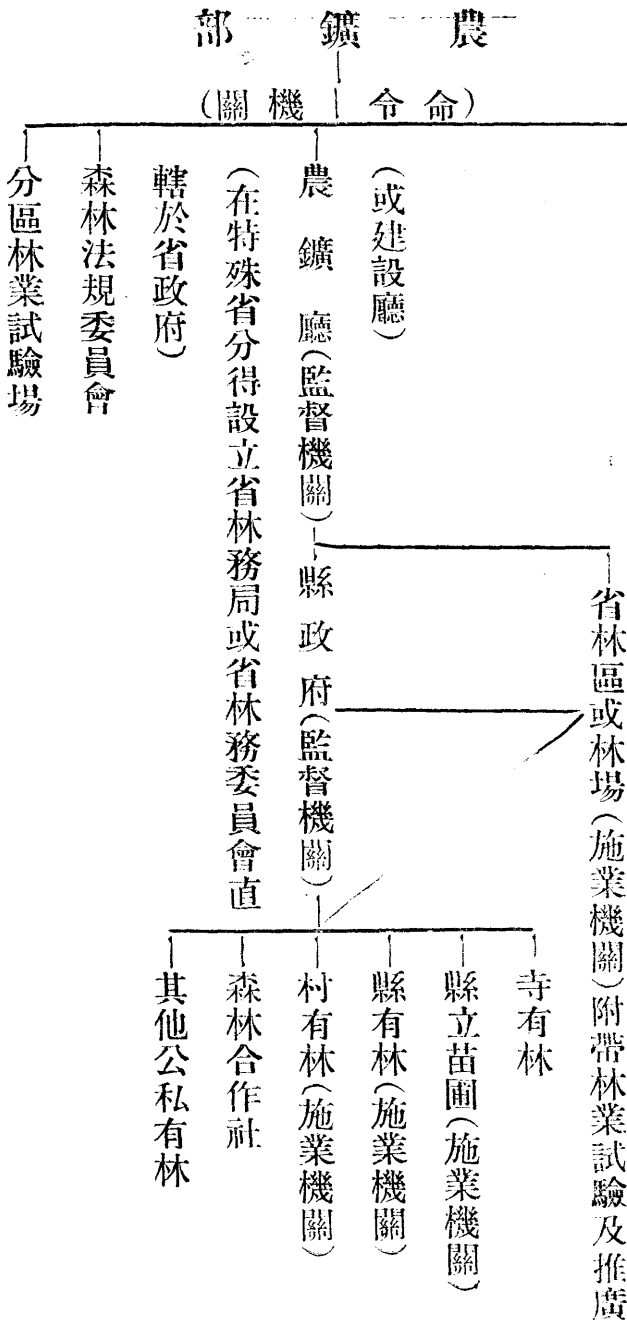 農鑛部
(命令機關)
省林區或林場(施業機關)附帶林業試驗及推廣
(或建設廳)
農鑛廳(監督機關)
縣政府(監督機關)
(在特殊省分得設立省林務局或省林務委員會直
轄於省政府)
寺有林
縣立苗圃(施業機關)
縣有林(施業機關)
村有林(施業機關)
森林合作社
其他公私有林
森林法規委員會
分區林業試驗場